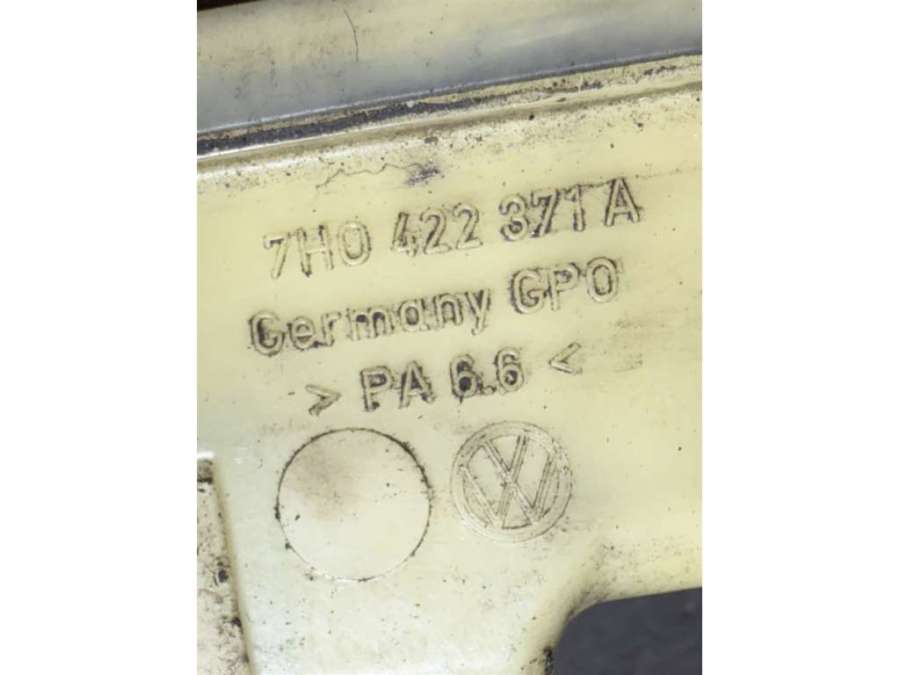 7H0 422 371 A
Germany GPO
> PA 6.6 <
VW